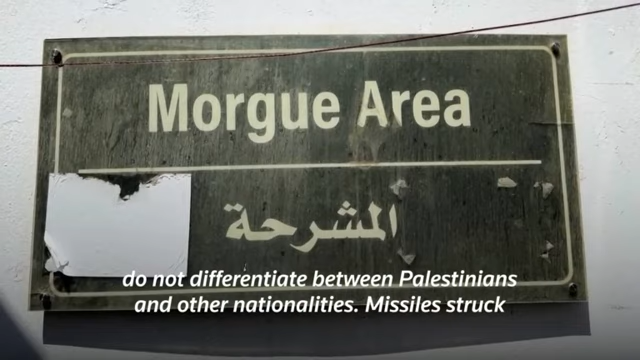 Morgue Area
المشرحة
do not differentiate between Palestinians
and other nationalities. Missiles struck